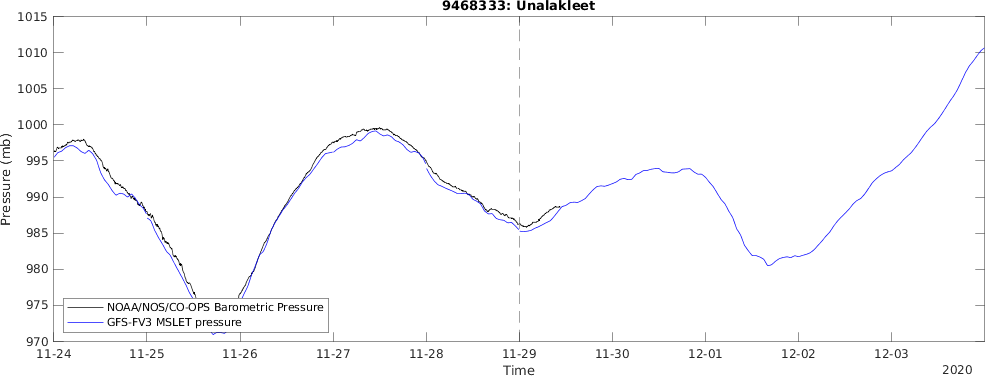 9468333: Unalakleet
Pressure (mb)
1015
1010
1005
1000
995
990
985
980
975
970
NOAA/NOS/CO-OPS Barometric Pressure
GFS-FV3 MSLET pressure
11-24 11-25 11-26 11-27 11-28 11-29 11-30 12-01 12-02 12-03
Time
2020